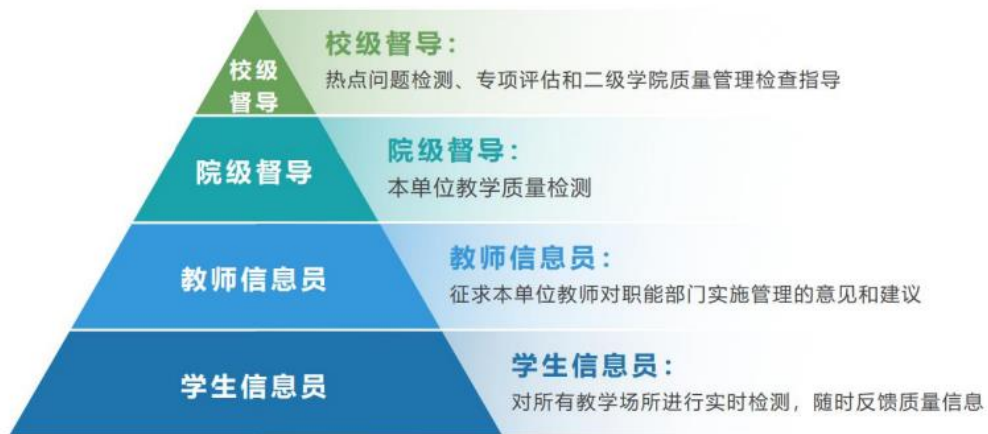 校级
督导
校级督导：
热点问题检测、专项评估和二级学院质量管理检查指导
院级督导
院级督导：
本单位教学质量检测
教师信息员
教师信息员：
征求本单位教师对职能部门实施管理的意见和建议
学生信息员
学生信息员：
对所有教学场所进行实时检测，随时反馈质量信息